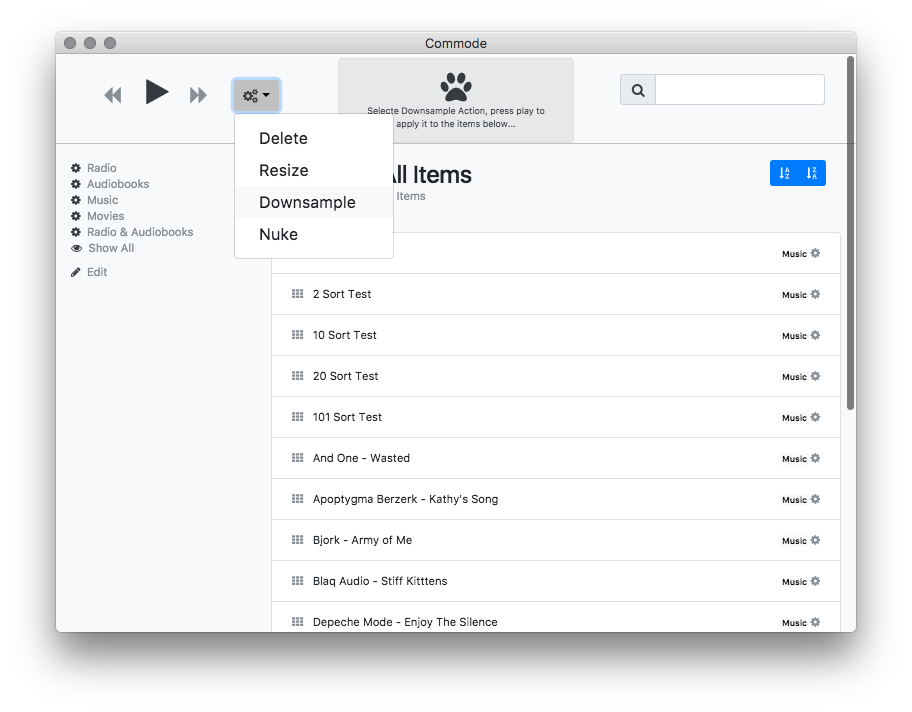 Commode
Selecte Downsample Action, press play to
apply it to the items below...
Delete
Resize
Downsample
Nuke
Radio
Audiobooks
Music
Movies
Radio & Audiobooks
Show All
Edit
All Items
Items
A Z
Z A
Music
2 Sort Test Music
10 Sort Test Music
20 Sort Test Music
101 Sort Test Music
And One - Wasted Music
Apoptygma Berzerk - Kathy's Song Music
Bjork - Army of Me Music
Blaq Audio - Stiff Kitttens Music
Depeche Mode - Enjoy The Silence Music